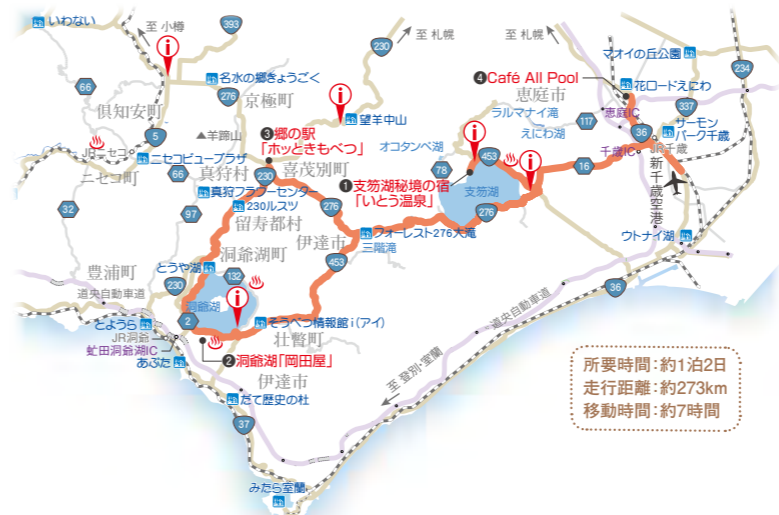 いわない
至 小樽
393
至 札幌
230
至 札幌
マオイの丘公園
234
❹Café All Pool
恵庭市
花ロードえにわ
名水の郷きょうごく
66
276
京極町
倶知安町
望羊中山
ラルマナイ滝
恵庭IC
337
117
えにわ湖
サーモン
パーク千歳
36
5
▲羊蹄山
❸郷の駅
「ホッときもべつ」
オコタンペ湖
453
JR千歳
千歳IC
JRニセコ
ニセコビュープラザ
ニセコ町
真狩村
66
喜茂別町
78
16
新千歳空港
❶支笏湖秘境の宿
「いとう温泉」
支笏湖
真狩フラワーセンター
230
230ルスツ
276
276
32
97
留寿都村
伊達市
フォーレスト276大滝
三階滝
ウトナイ湖
洞爺湖町
453
とうや湖
豊浦町
132
36
230
道央自動車道
道央自動車道
洞爺湖
とようら
2
そうべつ情報館i(アイ)
JR洞爺
壮瞥町
虻田洞爺湖IC
あぷた
❷洞爺湖「岡田屋」
伊達市
至 登別・室蘭
所要時間:約1泊2日
走行距離:約273km
移動時間:約7時間
だて歴史の杜
37
みたら室蘭